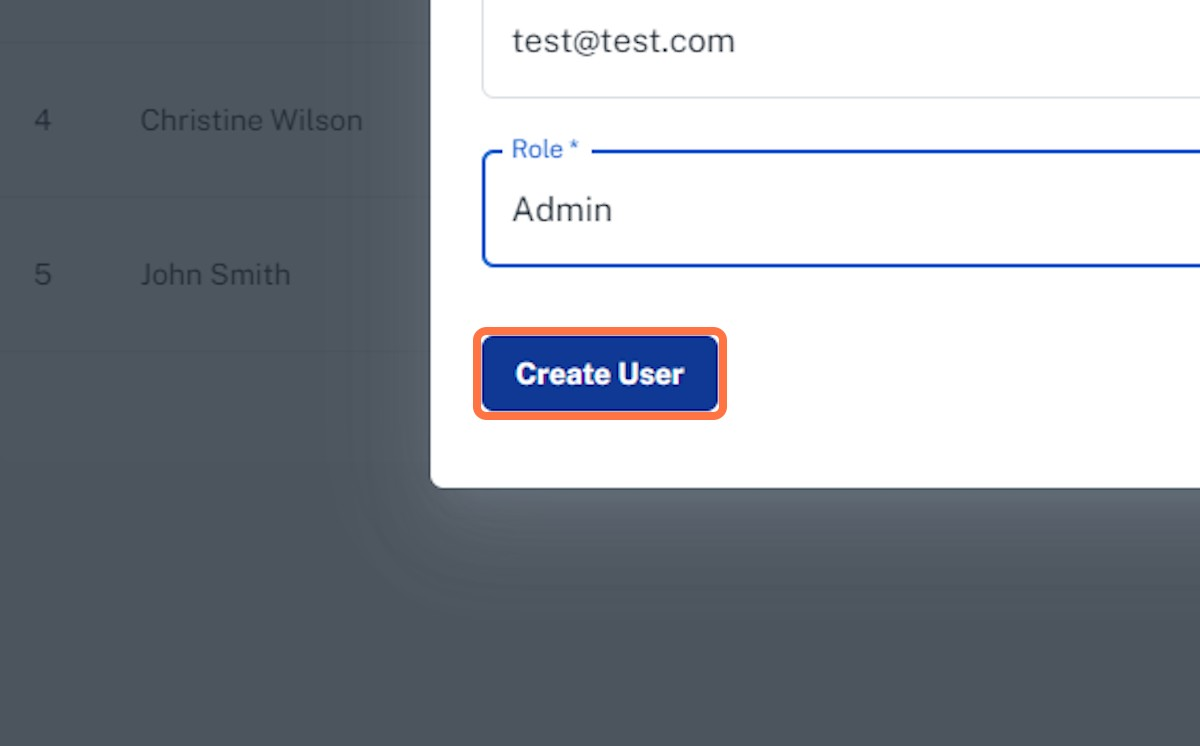 test@test.com
4 Christine Wilson
Role *
Admin
5 John Smith
Create User